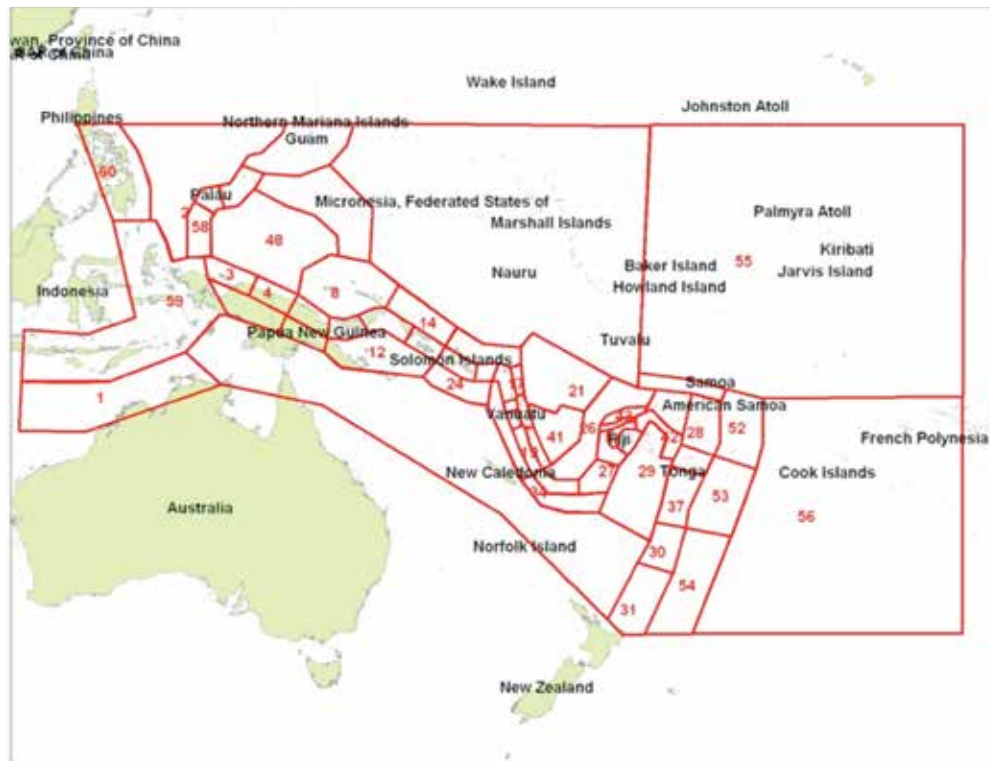 wan, Province of China
Wake Island
Johnston Atoll
Philippines
Northern Mariana Islands
Guam
60
Palau
Micronesia, Federated States of
Palmyra Atoll
58
Marshall Islands
48
Kiribati
55
Nauru
Baker Island
Jarvis Island
3
Howland Island
Indonesia
59
4
8
14
Papua New Guinea
Tuvalu
12
Solomon Islands
24
Samoa
1
21
American Samoa
Vanuatu
26
41
Fiji
42
28
52
French Polynesia
New Caledonia
27
29
Tonga
Cook Islands
53
37
Australia
56
Norfolk Island
30
54
31
New Zealand